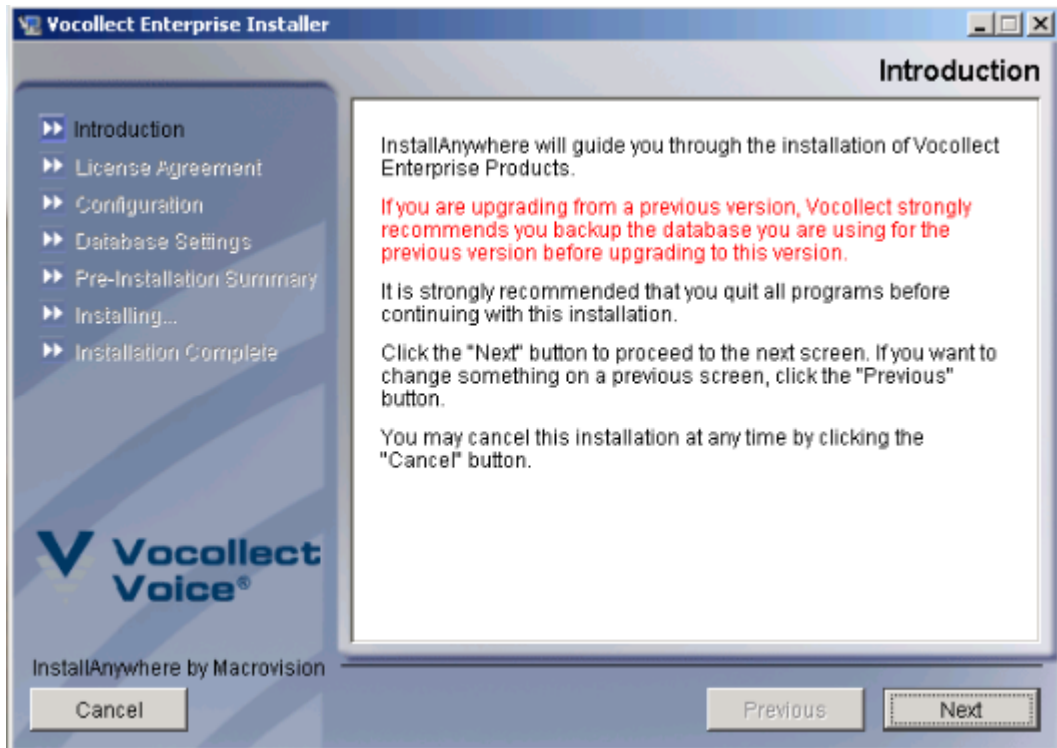 Vocollect Enterprise Installer
Introduction
Introduction
License Agreement
Configuration
Database Settings
Pre-Installation Summary
Installing...
Installation Complete
InstallAnywhere will guide you through the installation of Vocollect
Enterprise Products.
If you are upgrading from a previous version, Vocollect strongly
recommends you backup the database you are using for the
previous version before upgrading to this version.
It is strongly recommended that you quit all programs before
continuing with this installation.
Click the "Next" button to proceed to the next screen. If you want to
change something on a previous screen, click the "Previous"
button.
You may cancel this installation at any time by clicking the
"Cancel" button.
Vocollect
Voice®
InstallAnywhere by Macrovision
Cancel
Previous
Next